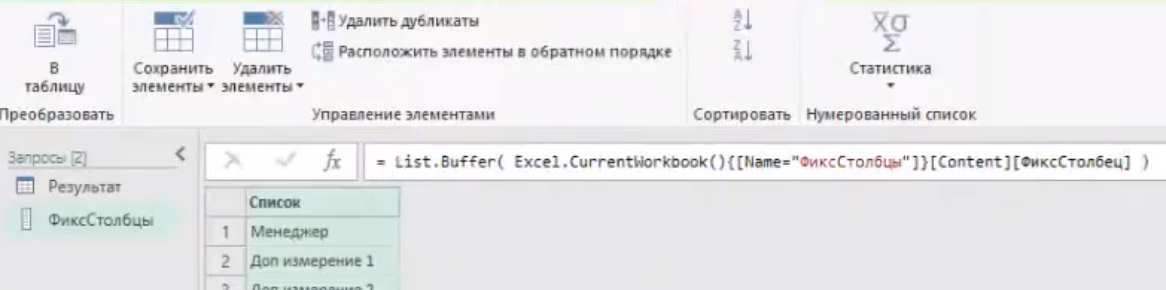 В таблицу
Преобразовать
Сохранить элементы
Удалить элементы
Удалить дубликаты
Расположить элементы в обратном порядке
Управление элементами
А Я
Я А
Сортировать
Xσ
Σ
Статистика
Нумерованный список
Запросы [2]
Результат
ФиксСтолбцы
fx
= List.Buffer( Excel.CurrentWorkbook(){[Name="ФиксСтолбцы"]}[Content][ФиксСтолбец] )
Список
1 Менеджер
2 Доп измерение 1
3 Доп измерение 2